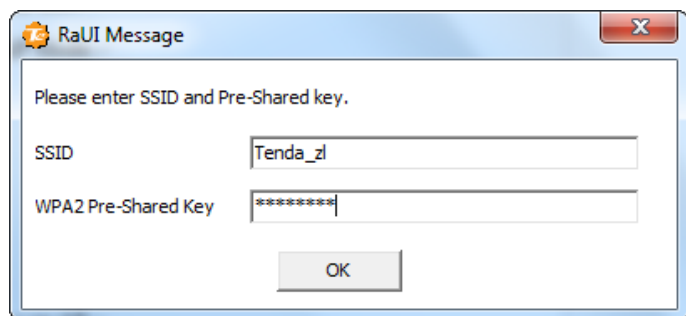 RaUI Message
Please enter SSID and Pre-Shared key.
SSID Tenda_zl
WPA2 Pre-Shared Key ********
OK